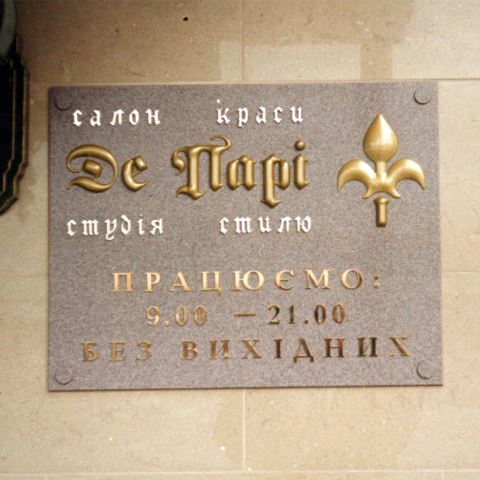 салон краси
Де Парі
студія стилю
ПРАЦЮЄМО:
9.00 – 21.00
БЕЗ ВИХІДНИХ